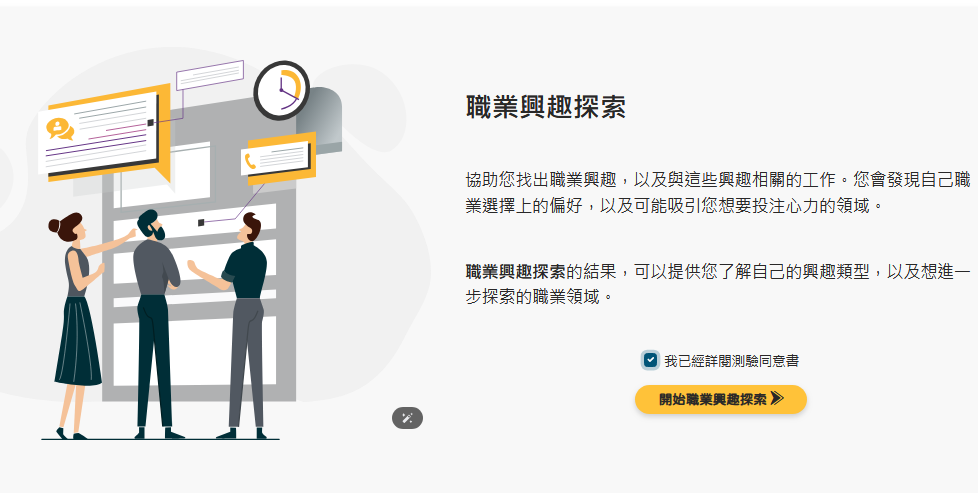 職業興趣探索
協助您找出職業興趣，以及與這些興趣相關的工作。您會發現自己職
業選擇上的偏好，以及可能吸引您想要投注心力的領域。
職業興趣探索的結果，可以提供您了解自己的興趣類型，以及想進一
步探索的職業領域。
我已經詳閱測驗同意書
開始職業興趣探索